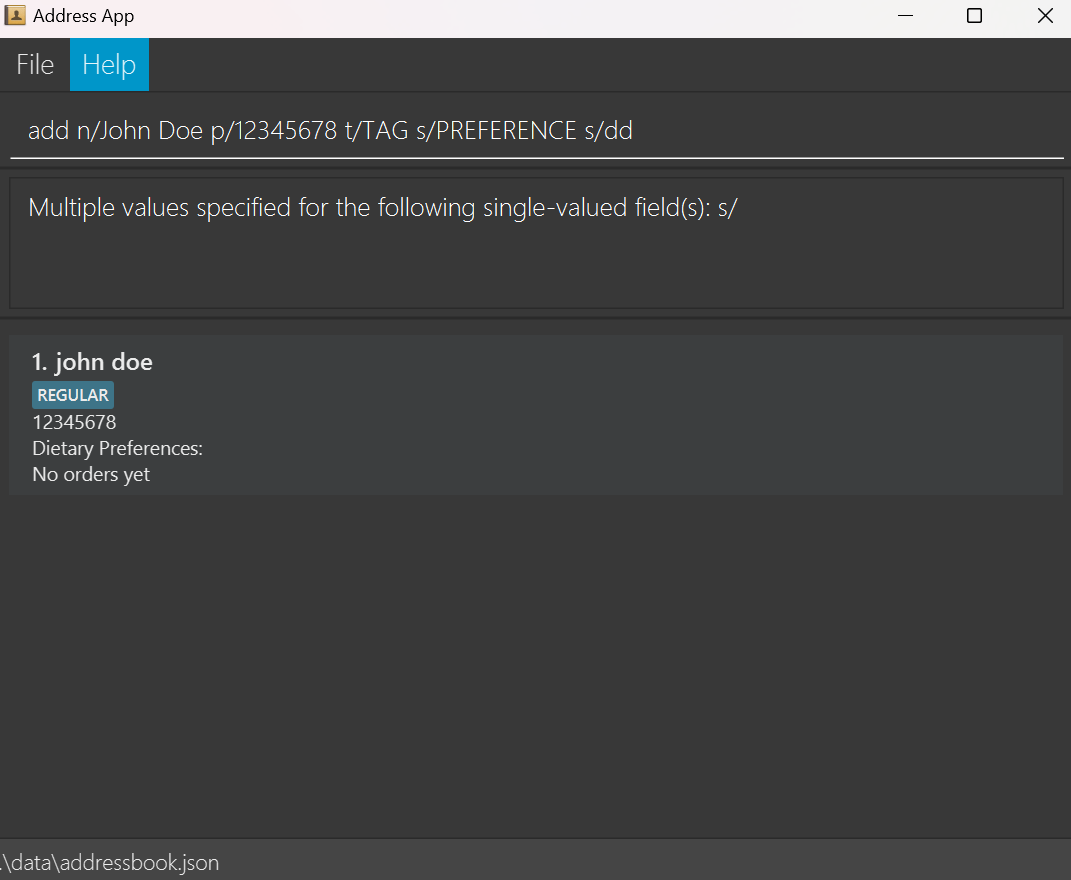 Address App
File Help
add n/John Doe p/12345678 t/TAG s/PREFERENCE s/dd
Multiple values specified for the following single-valued field(s): s/
1. john doe
REGULAR
12345678
Dietary Preferences:
No orders yet
.\data\addressbook.json